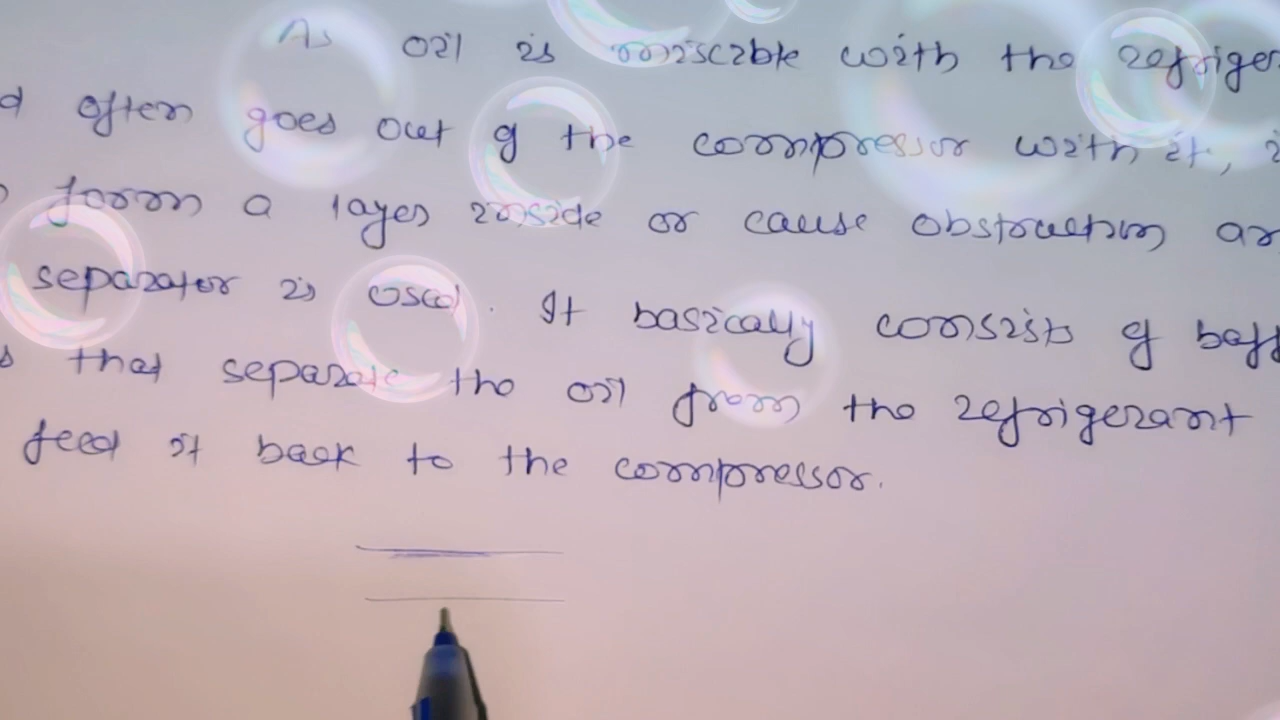 As oil is miscible with the refriger
d often goes out of the compressor with it,
form a layer inside or cause obstruction an
separator is used. It basically consists of baff
s that separate the oil from the refrigerant
feed it back to the compressor.